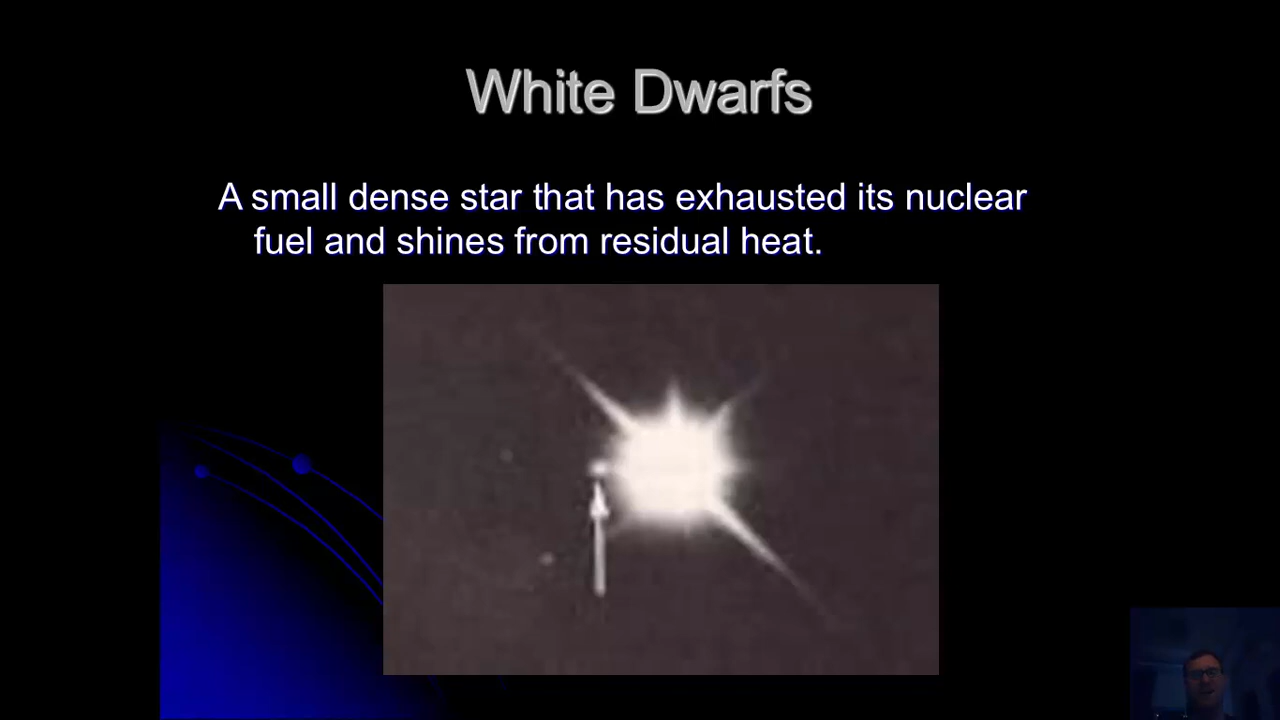 White Dwarfs
A small dense star that has exhausted its nuclear
fuel and shines from residual heat.